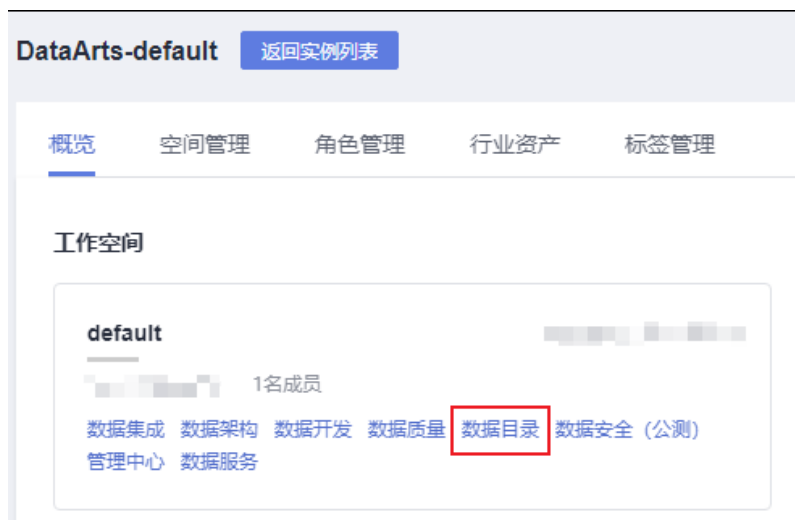 DataArts-default 返回实例列表
概览 空间管理 角色管理 行业资产 标签管理
工作空间
default
1名成员
数据集成 数据架构 数据开发 数据质量 数据目录 数据安全（公测）
管理中心 数据服务